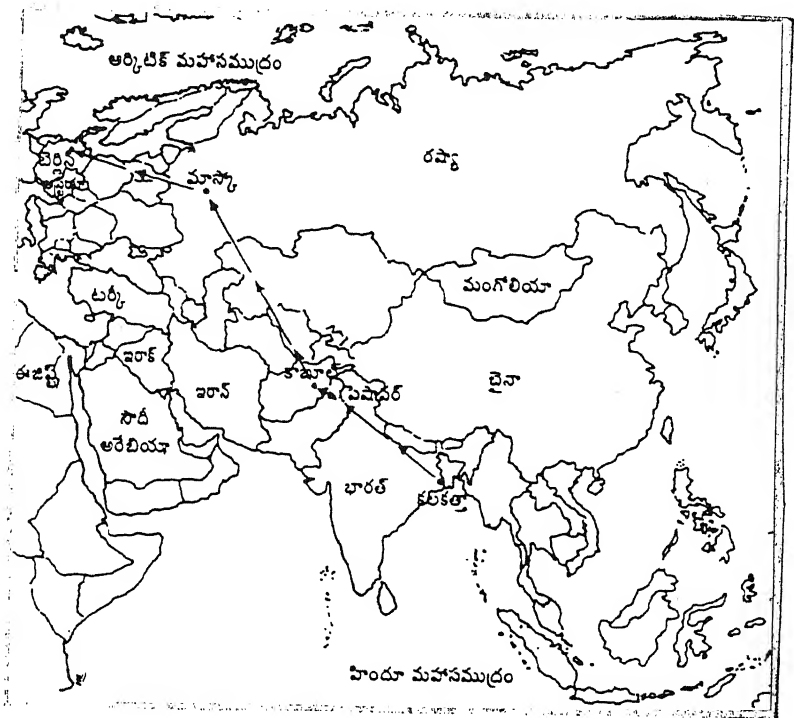 ఆర్కిటిక్ మహాసముద్రం
బెర్లిన్
మాస్కో
రష్యా
మంగోలియా
టర్కీ
ఇరాక్
ఈజిప్ట్
ఇరాన్
కాబూల్
పెషావర్
చైనా
సౌదీ
అరేబియా
భారత్
కలకత్తా
హిందూ మహాసముద్రం